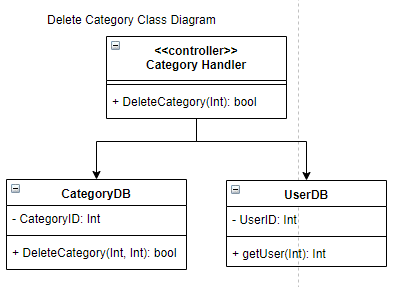 Delete Category Class Diagram
<<controller>>
Category Handler
+ DeleteCategory(Int): bool
CategoryDB
- CategoryID: Int
+ DeleteCategory(Int, Int): bool
UserDB
- UserID: Int
+ getUser(Int): Int